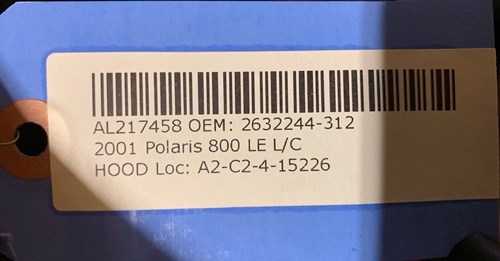 AL217458 OEM: 2632244-312
2001 Polaris 800 LE L/C
HOOD Loc: A2-C2-4-15226